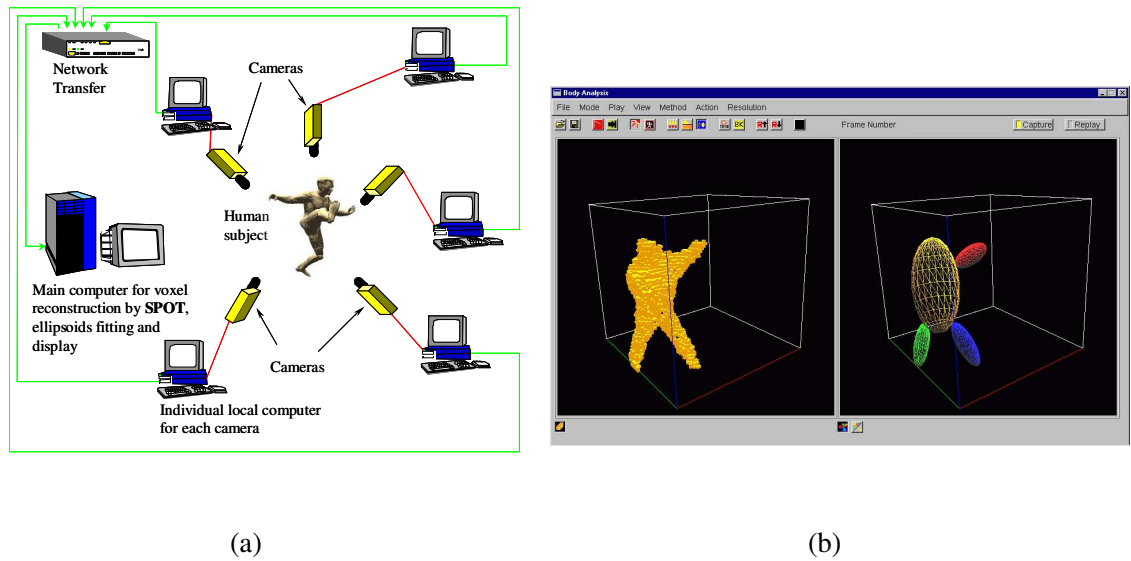 Network
Transfer
Cameras
Human
subject
Main computer for voxel
reconstruction by SPOT,
ellipsoids fitting and
display
Cameras
Individual local computer
for each camera
(a)
Body Analysis
File Mode Play View Method Action Resolution
BK R R Frame Number Capture Replay
(b)